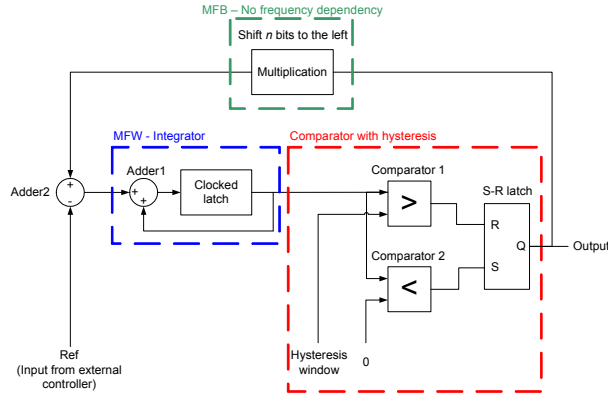 MFB - No frequency dependency
Shift n bits to the left
Multiplication
MFW - Integrator
Comparator with hysteresis
Adder1
Comparator 1
Clocked
latch
S-R latch
Adder2
+
-
+
+
>
R
Q
Output
Comparator 2
<
S
Ref
(Input from external
controller)
Hysteresis
window
0